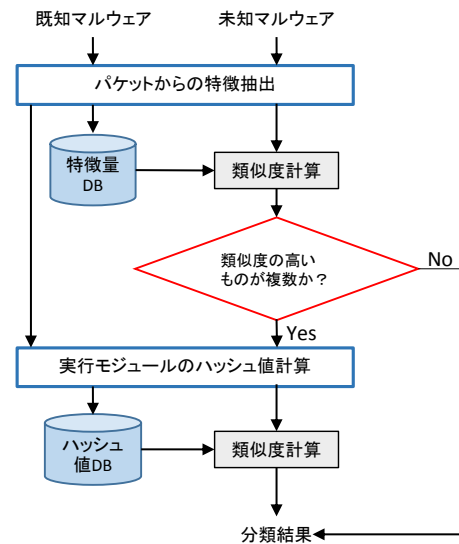 既知マルウェア
未知マルウェア
パケットからの特徴抽出
特徴量
DB
類似度計算
類似度の高い
ものが複数か？
No
Yes
実行モジュールのハッシュ値計算
ハッシュ
値DB
類似度計算
分類結果